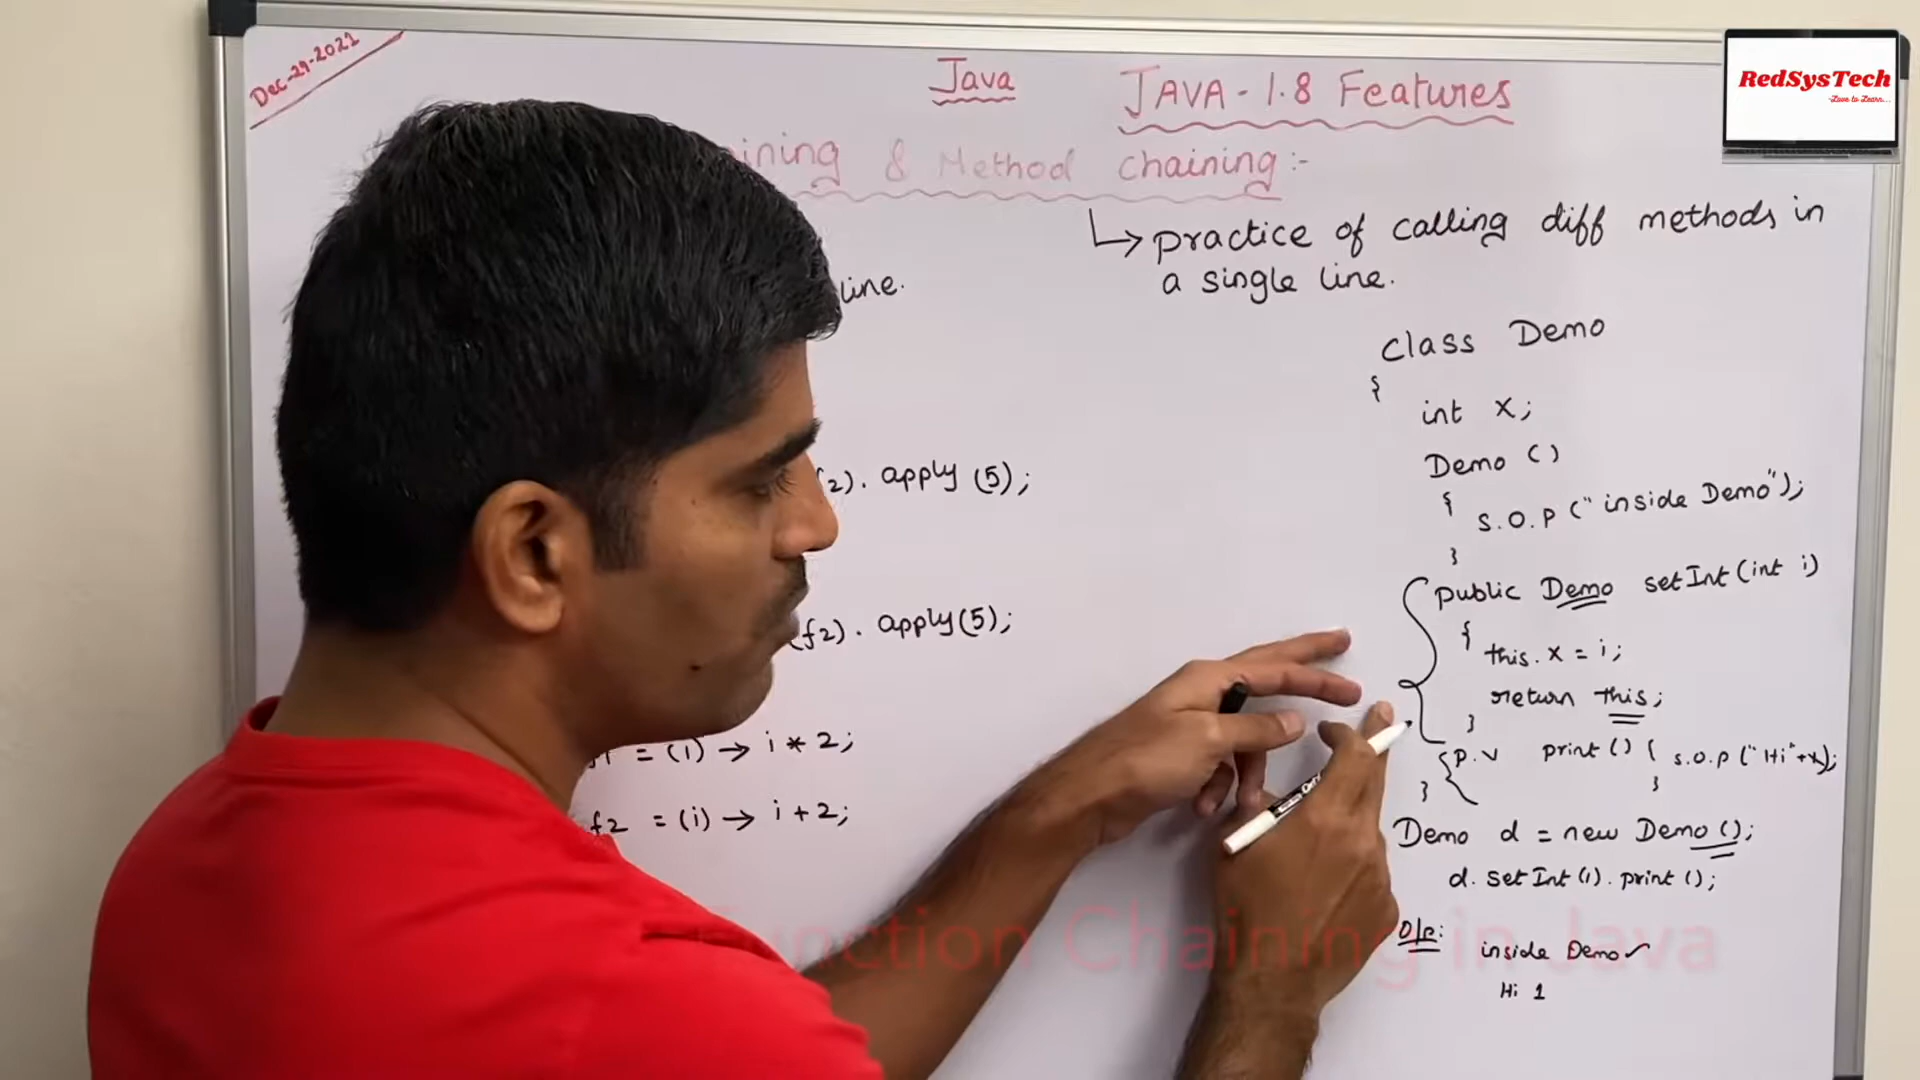 Dec-29-2021
Java
JAVA - 1.8 Features
RedSysTech
-Love to Learn...
ining & Method chaining :-
line.
2). apply (5);
(f2). apply(5);
= (i) → i * 2;
f2 = (i) → i + 2;
↳ practice of calling diff methods in
a single line.
class Demo
{
int x;
Demo ()
{
S.O.P ("inside Demo");
}
public Demo setInt(int i)
{
this.x = i;
return this;
}
P.V print() { S.O.P ("Hi"+x);
}
}
Demo d = new Demo ();
d. setInt(1). print();
O/P:
inside Demo ✓
Hi 1
Function Chaining in Java